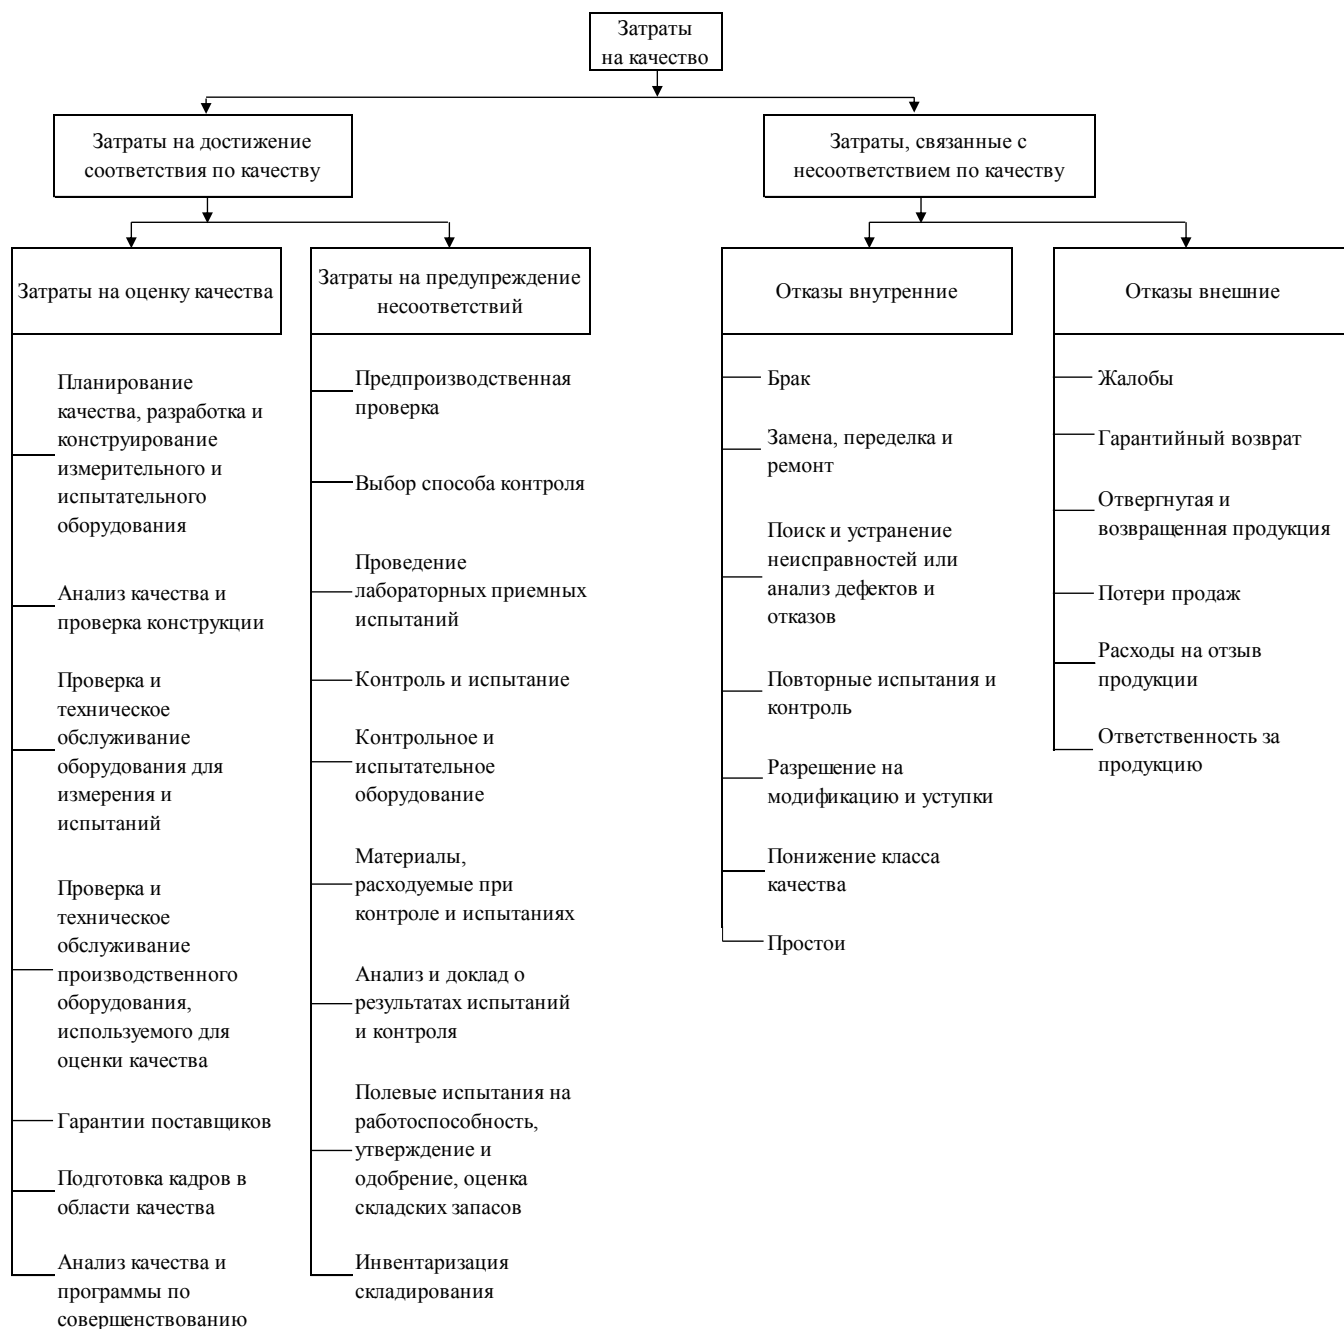 Затраты
на качество
Затраты на достижение
соответствия по качеству
Затраты, связанные с
несоответствием по качеству
Затраты на оценку качества
Затраты на предупреждение
несоответствий
Отказы внутренние
Отказы внешние
Планирование
качества, разработка и
конструирование
измерительного и
испытательного
оборудования
Анализ качества и
проверка конструкции
Проверка и
техническое
обслуживание
оборудования для
измерения и
испытаний
Проверка и
техническое
обслуживание
производственного
оборудования,
используемого для
оценки качества
Гарантии поставщиков
Подготовка кадров в
области качества
Анализ качества и
программы по
совершенствованию
Предпроизводственная
проверка
Выбор способа контроля
Проведение
лабораторных приемных
испытаний
Контроль и испытание
Контрольное и
испытательное
оборудование
Материалы,
расходуемые при
контроле и испытаниях
Анализ и доклад о
результатах испытаний
и контроля
Полевые испытания на
работоспособность,
утверждение и
одобрение, оценка
складских запасов
Инвентаризация
складирования
Брак
Замена, переделка и
ремонт
Поиск и устранение
неисправностей или
анализ дефектов и
отказов
Повторные испытания и
контроль
Разрешение на
модификацию и уступки
Понижение класса
качества
Простои
Жалобы
Гарантийный возврат
Отвергнутая и
возвращенная продукция
Потери продаж
Расходы на отзыв
продукции
Ответственность за
продукцию